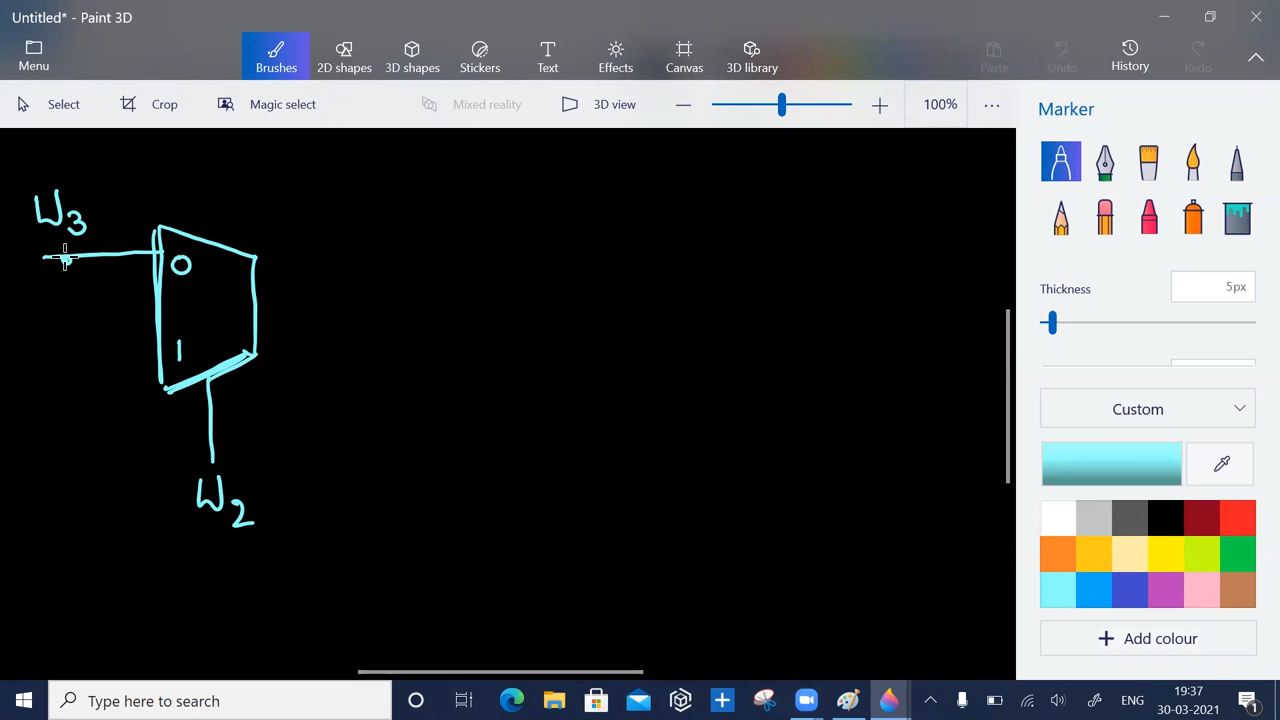 Untitled* - Paint 3D
Menu
Brushes
2D shapes
3D shapes
Stickers
Text
Effects
Canvas
3D library
Paste
Undo
History
Redo
Select
Crop
Magic select
Mixed reality
3D view
100%
Marker
Thickness
5px
Custom
Add colour
W3
0
1
W2
Type here to search
ENG
19:37
30-03-2021
1